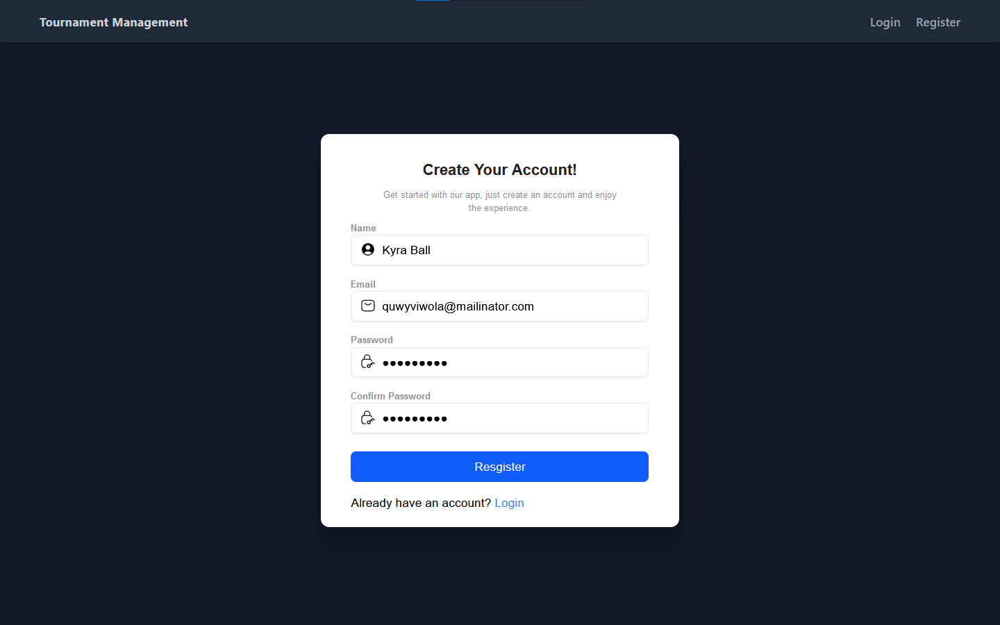 Tournament Management
Login
Register
Create Your Account!
Get started with our app, just create an account and enjoy
the experience.
Name
Kyra Ball
Email
quwyviwola@mailinator.com
Password
•••••••••
Confirm Password
•••••••••
Resgister
Already have an account? Login